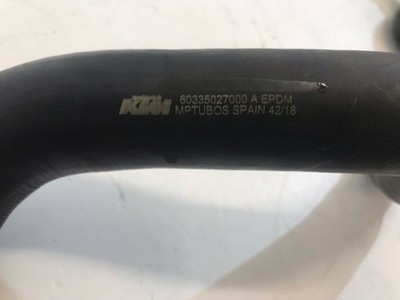 KTM 60335027000 A EPDM
MPTUBOS SPAIN 42/18